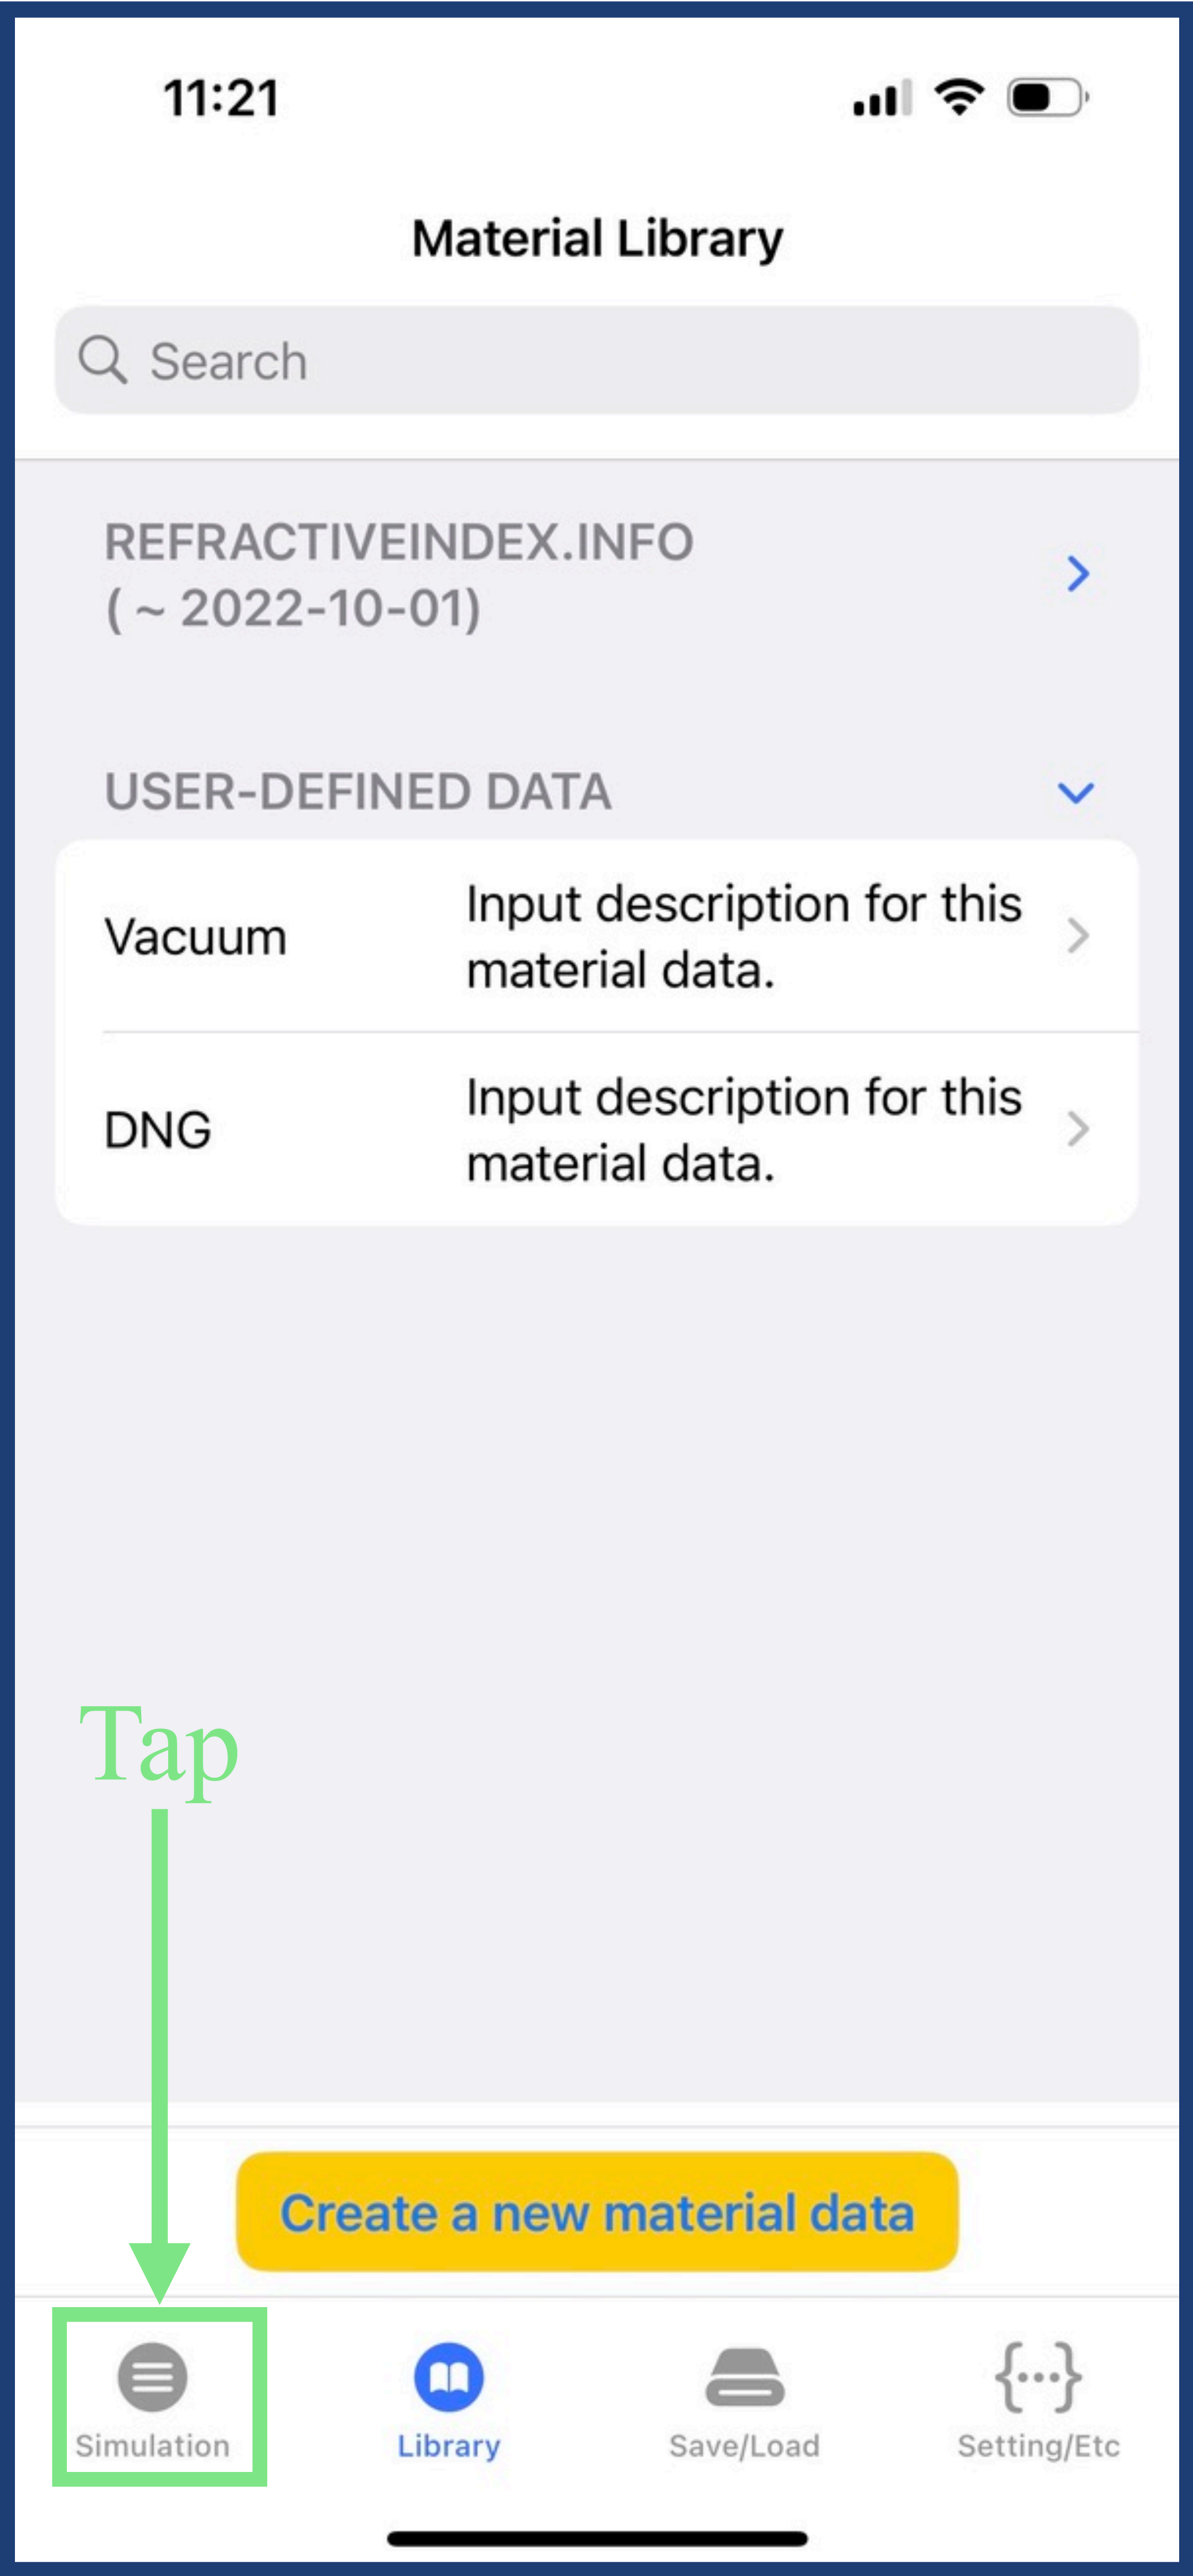 11:21
Material Library
Search
REFRACTIVEINDEX.INFO
( ~ 2022-10-01)
USER-DEFINED DATA
Vacuum
Input description for this
material data.
DNG
Input description for this
material data.
Tap
Create a new material data
Simulation
Library
Save/Load
Setting/Etc